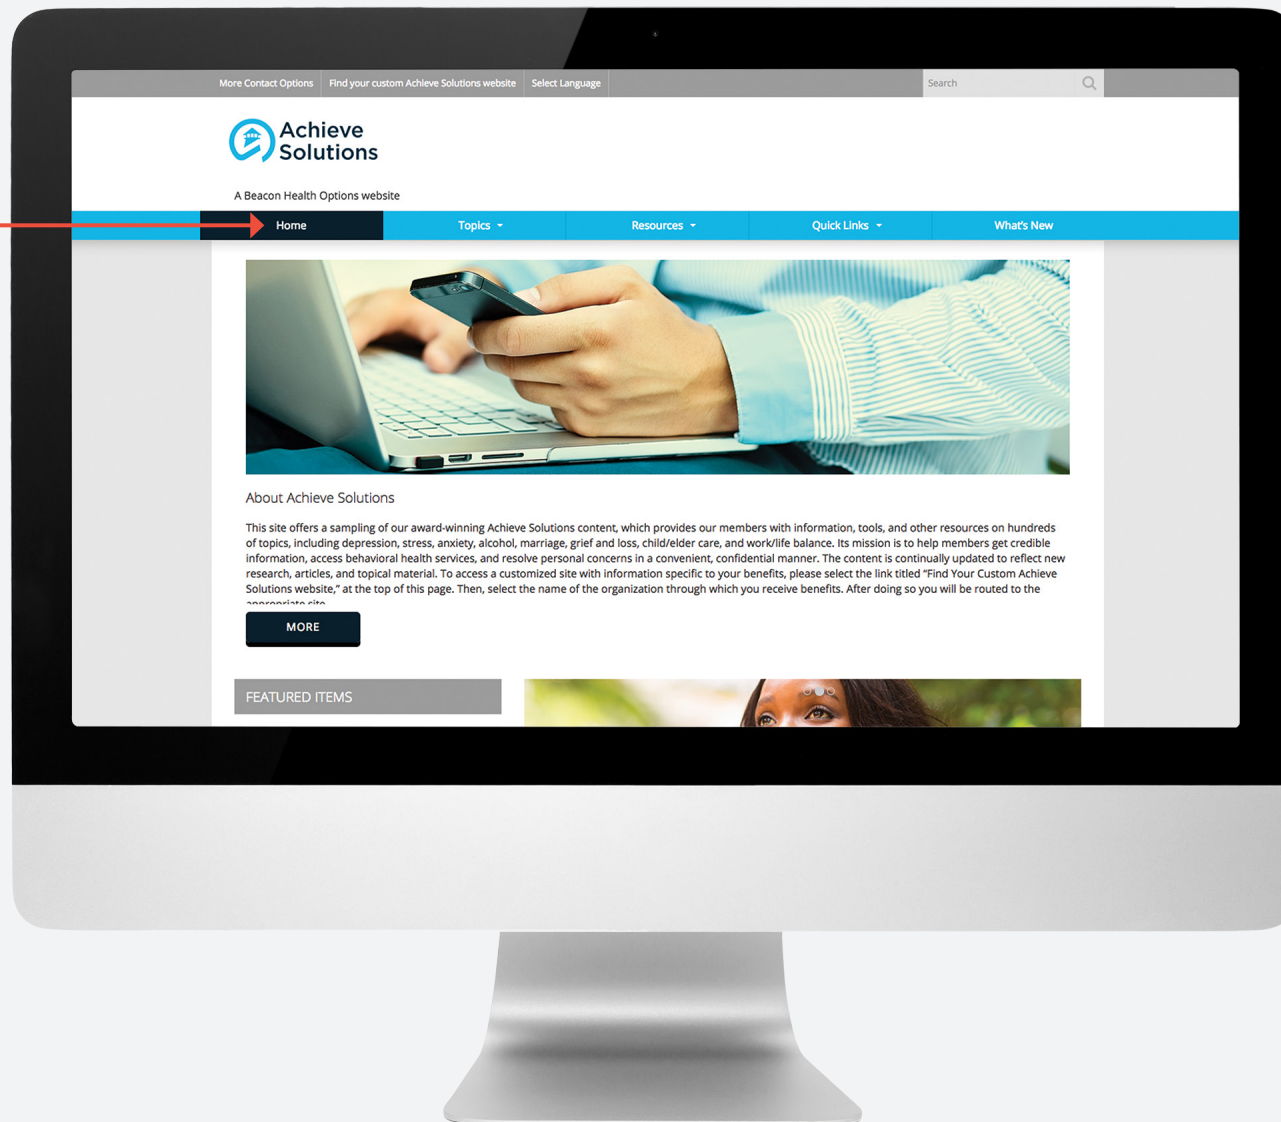 More Contact Options
Find your custom Achieve Solutions website
Select Language
Search
Achieve
Solutions
A Beacon Health Options website
Home
Topics
Resources
Quick Links
What's New
About Achieve Solutions
This site offers a sampling of our award-winning Achieve Solutions content, which provides our members with information, tools, and other resources on hundreds
of topics, including depression, stress, anxiety, alcohol, marriage, grief and loss, child/elder care, and work/life balance. Its mission is to help members get credible
information, access behavioral health services, and resolve personal concerns in a convenient, confidential manner. The content is continually updated to reflect new
research, articles, and topical material. To access a customized site with information specific to your benefits, please select the link titled “Find Your Custom Achieve
Solutions website,” at the top of this page. Then, select the name of the organization through which you receive benefits. After doing so you will be routed to the
appropriate site
MORE
FEATURED ITEMS